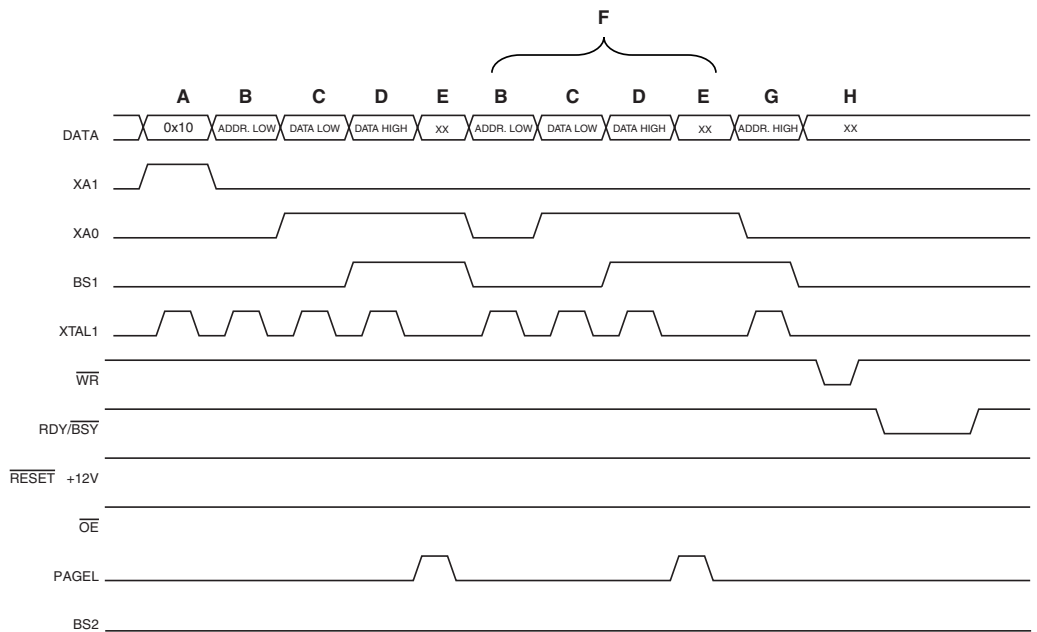 F
A B C D E B C D E G H
DATA 0x10 ADDR. LOW DATA LOW DATA HIGH XX ADDR. LOW DATA LOW DATA HIGH XX ADDR. HIGH XX
XA1
XA0
BS1
XTAL1
WR
RDY/BSY
RESET +12V
OE
PAGEL
BS2